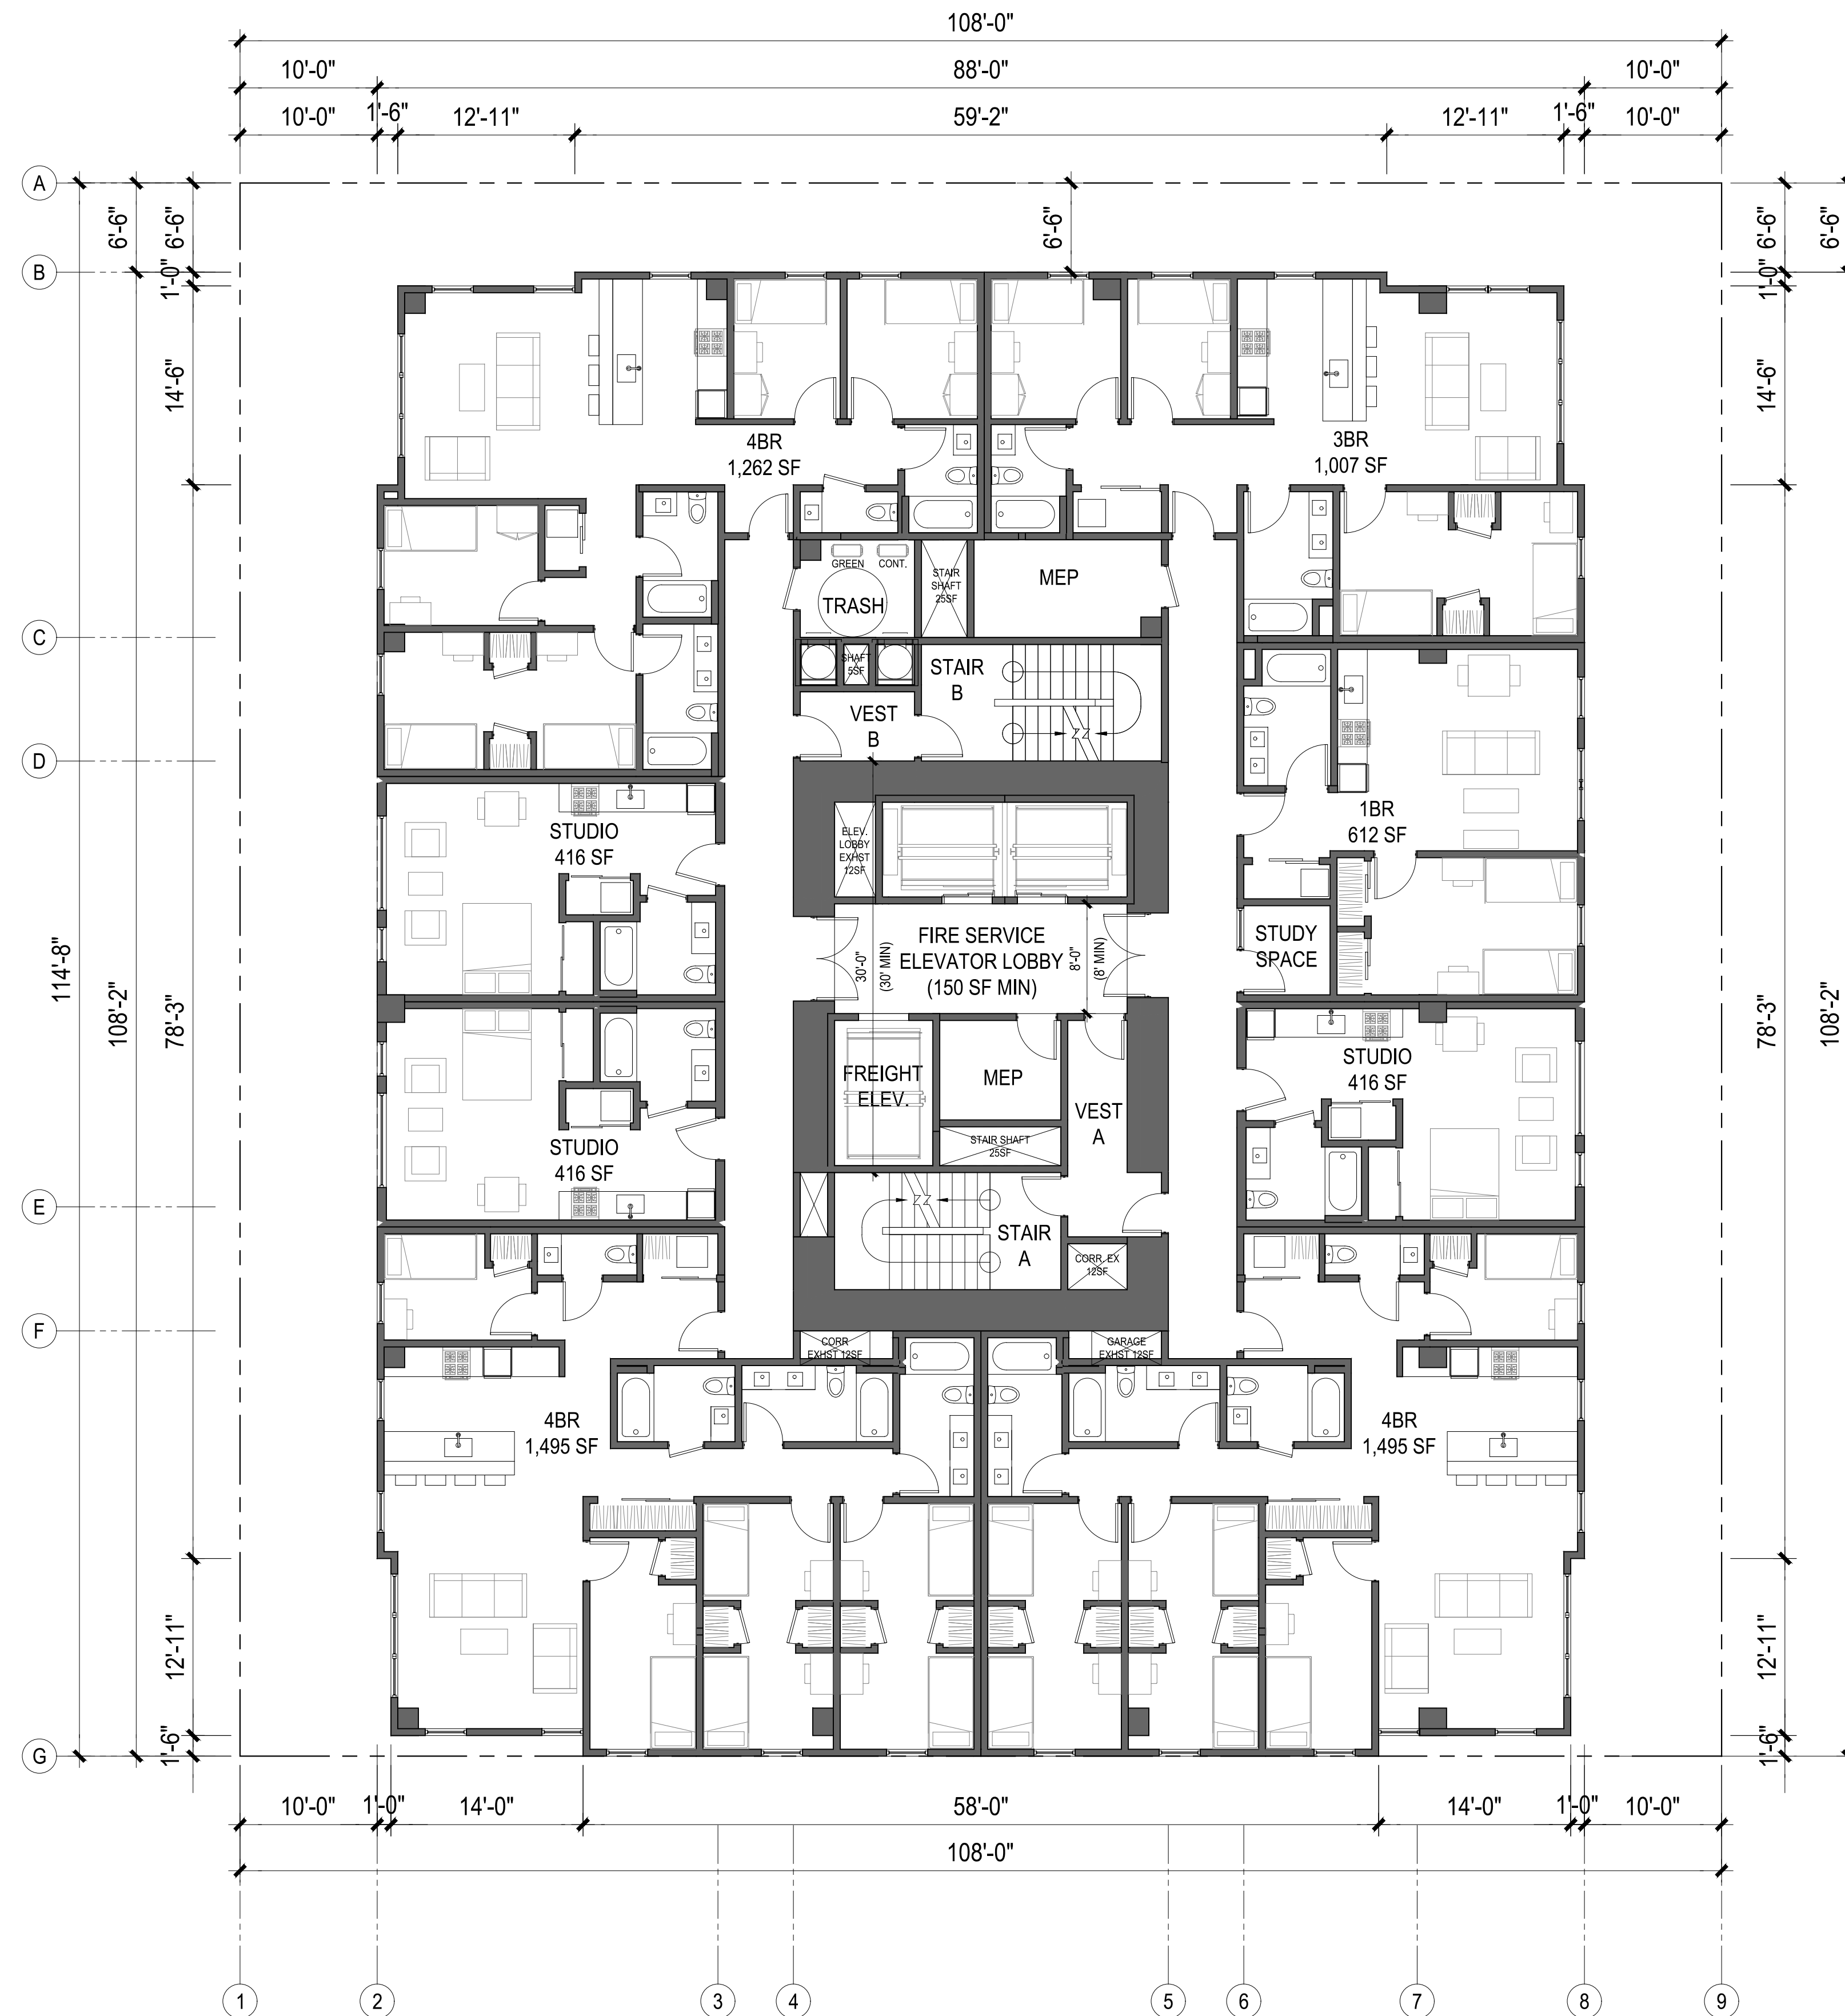 108'-0"
10'-0"
88'-0"
10'-0"
10'-0"
1'-6"
12'-11"
59'-2"
12'-11"
1'-6"
10'-0"
A
B
C
D
E
F
G
6'-6"
6'-6"
6'-6"
6'-6"
6'-6"
1'-0"
1'-0"
14'-6"
14'-6"
4BR
1,262 SF
3BR
1,007 SF
GREEN
CONT.
TRASH
STAIR
SHAFT
25SF
MEP
SHAFT
5SF
STAIR
B
VEST
B
STUDIO
416 SF
ELEV.
LOBBY
EXHST
12SF
1BR
612 SF
114'-8"
108'-2"
78'-3"
30'-0"
(30' MIN)
FIRE SERVICE
ELEVATOR LOBBY
(150 SF MIN)
8'-0"
(8' MIN)
STUDY
SPACE
78'-3"
108'-2"
FREIGHT
ELEV.
MEP
VEST
A
STUDIO
416 SF
STUDIO
416 SF
STAIR SHAFT
25SF
STAIR
A
CORR. EX
12SF
CORR
EXHST 12SF
GARAGE
EXHST 12SF
4BR
1,495 SF
4BR
1,495 SF
12'-11"
12'-11"
1'-6"
1'-6"
10'-0"
1'-0"
14'-0"
58'-0"
14'-0"
1'-0"
10'-0"
108'-0"
1
2
3
4
5
6
7
8
9